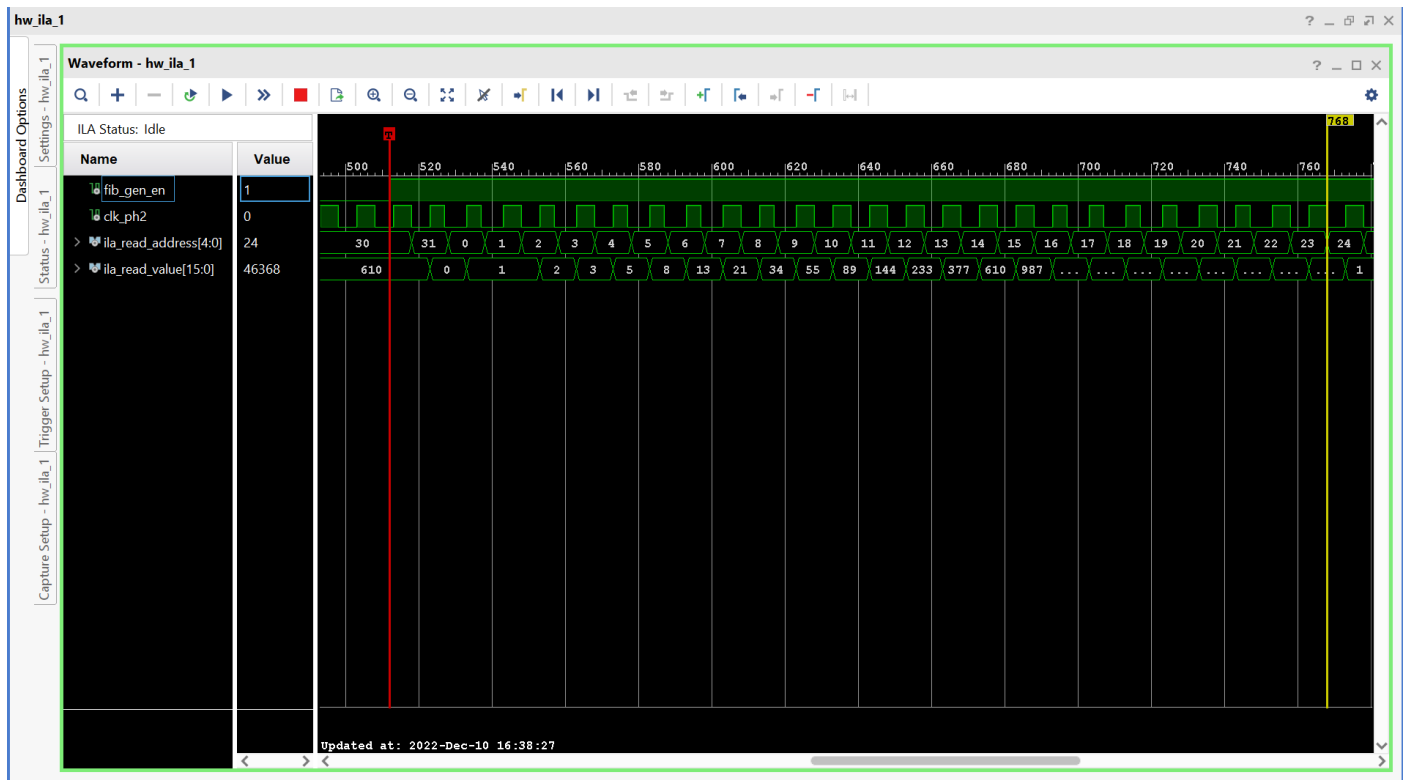 hw_ila_1
Dashboard Options
Settings - hw_ila_1
Status - hw_ila_1
Trigger Setup - hw_ila_1
Capture Setup - hw_ila_1
Waveform - hw_ila_1
ILA Status: Idle
Name Value
fib_gen_en 1
clk_ph2 0
ila_read_address[4:0] 24
ila_read_value[15:0] 46368
T
768
500 520 540 560 580 600 620 640 660 680 700 720 740 760
30 31 0 1 2 3 4 5 6 7 8 9 10 11 12 13 14 15 16 17 18 19 20 21 22 23 24
610 0 1 2 3 5 8 13 21 34 55 89 144 233 377 610 987 ... ... ... ... ... ... ... ... 1
Updated at: 2022-Dec-10 16:38:27